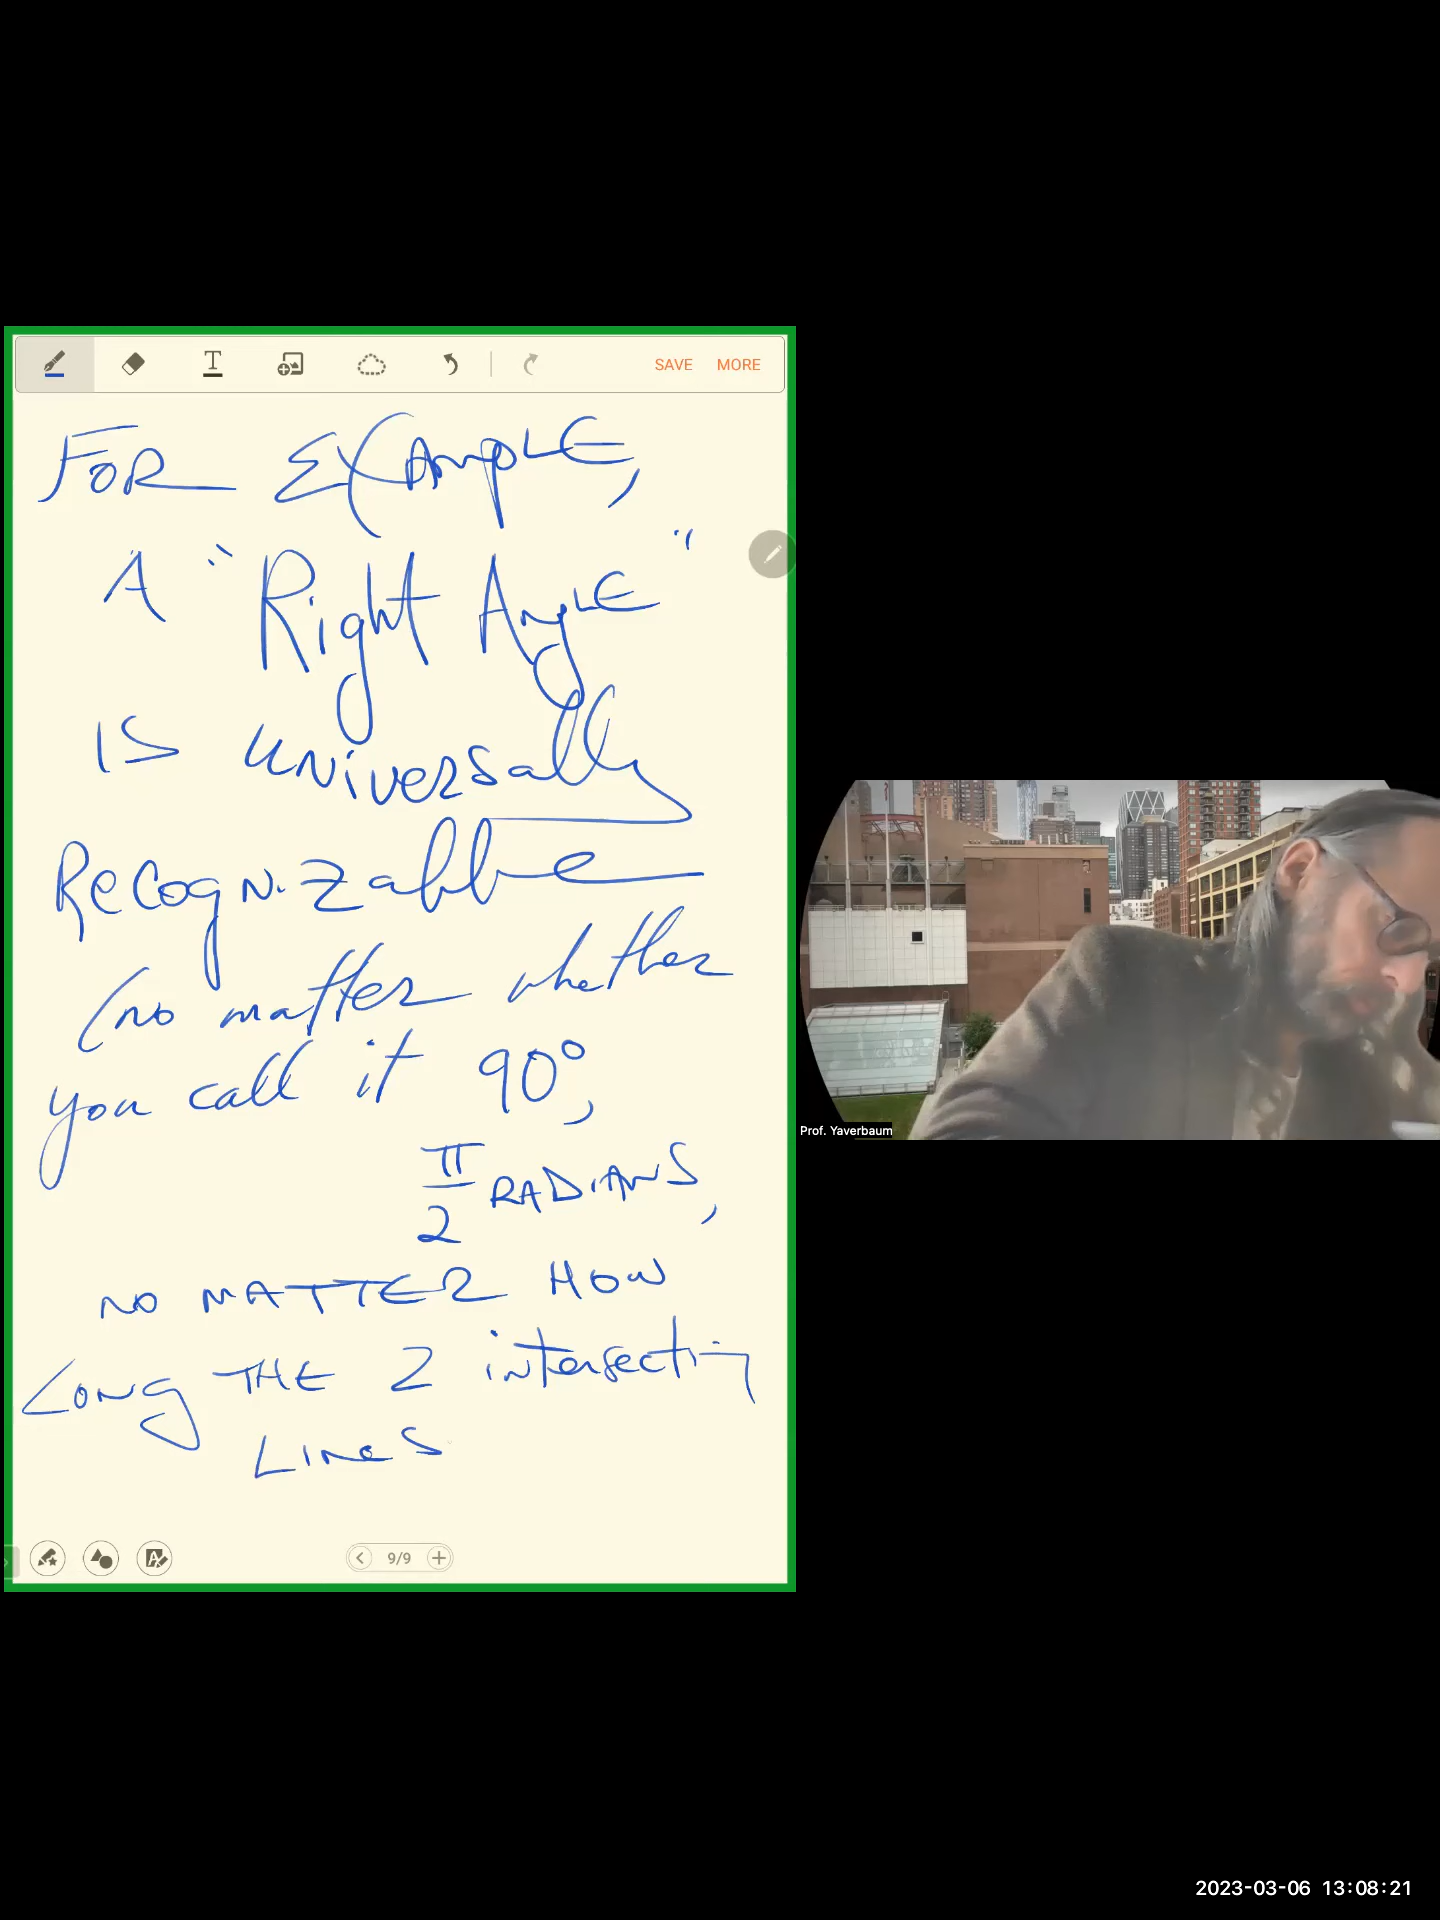 T
SAVE MORE
FOR EXAMPLE,
A "Right Angle"
IS universally
Recognizable
(no matter whether
you call it 90°,
π/2 RADIANS,
NO MATTER HOW
LONG THE 2 intersecting
LINES
9/9
Prof. Yaverbaum
2023-03-06 13:08:21